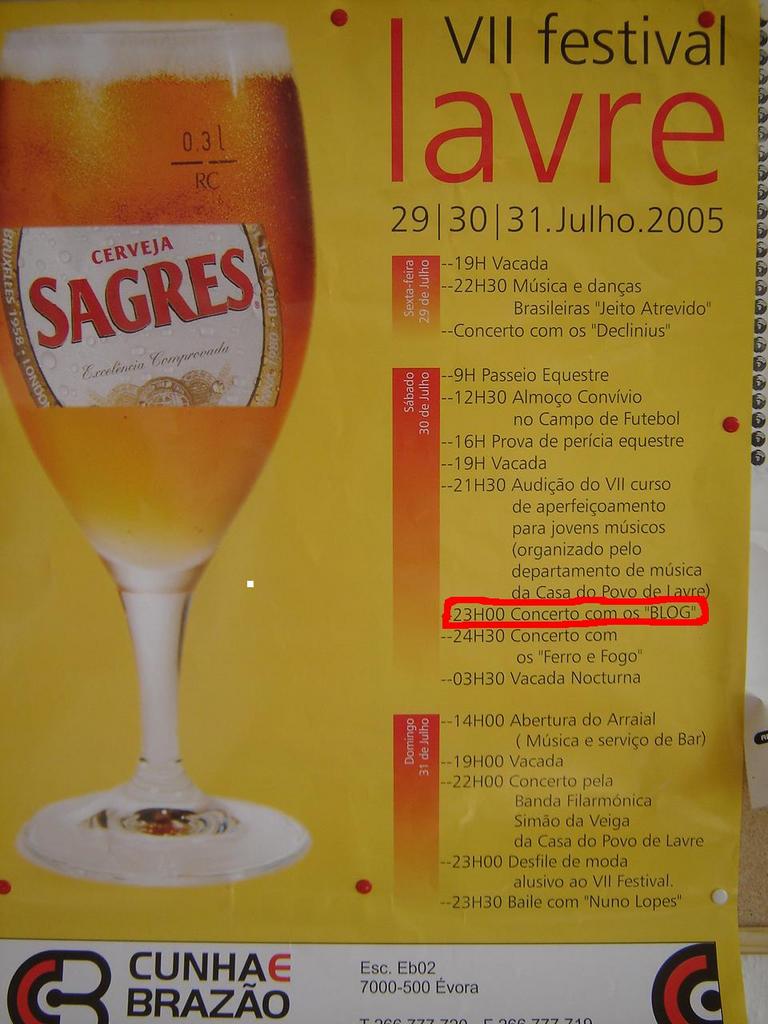 VII festival
lavre
29|30|31.Julho.2005
0.3l
RC
CERVEJA
SAGRES
Excelência Comprovada
BRUXELLES 1958 - LONDON
Sexta-feira
29 de Julho
--19H Vacada
--22H30 Música e danças
Brasileiras "Jeito Atrevido"
--Concerto com os "Declinius"
Sábado
30 de Julho
--9H Passeio Equestre
--12H30 Almoço Convívio
no Campo de Futebol
--16H Prova de perícia equestre
--19H Vacada
--21H30 Audição do VII curso
de aperfeiçoamento
para jovens músicos
(organizado pelo
departamento de música
da Casa do Povo de Lavre)
--23H00 Concerto com os "BLOG"
--24H30 Concerto com
os "Ferro e Fogo"
--03H30 Vacada Nocturna
Domingo
31 de Julho
--14H00 Abertura do Arraial
( Música e serviço de Bar)
--19H00 Vacada
--22H00 Concerto pela
Banda Filarmónica
Simão da Veiga
da Casa do Povo de Lavre
--23H00 Desfile de moda
alusivo ao VII Festival.
--23H30 Baile com "Nuno Lopes"
CUNHA E
BRAZÃO
Esc. Eb02
7000-500 Évora